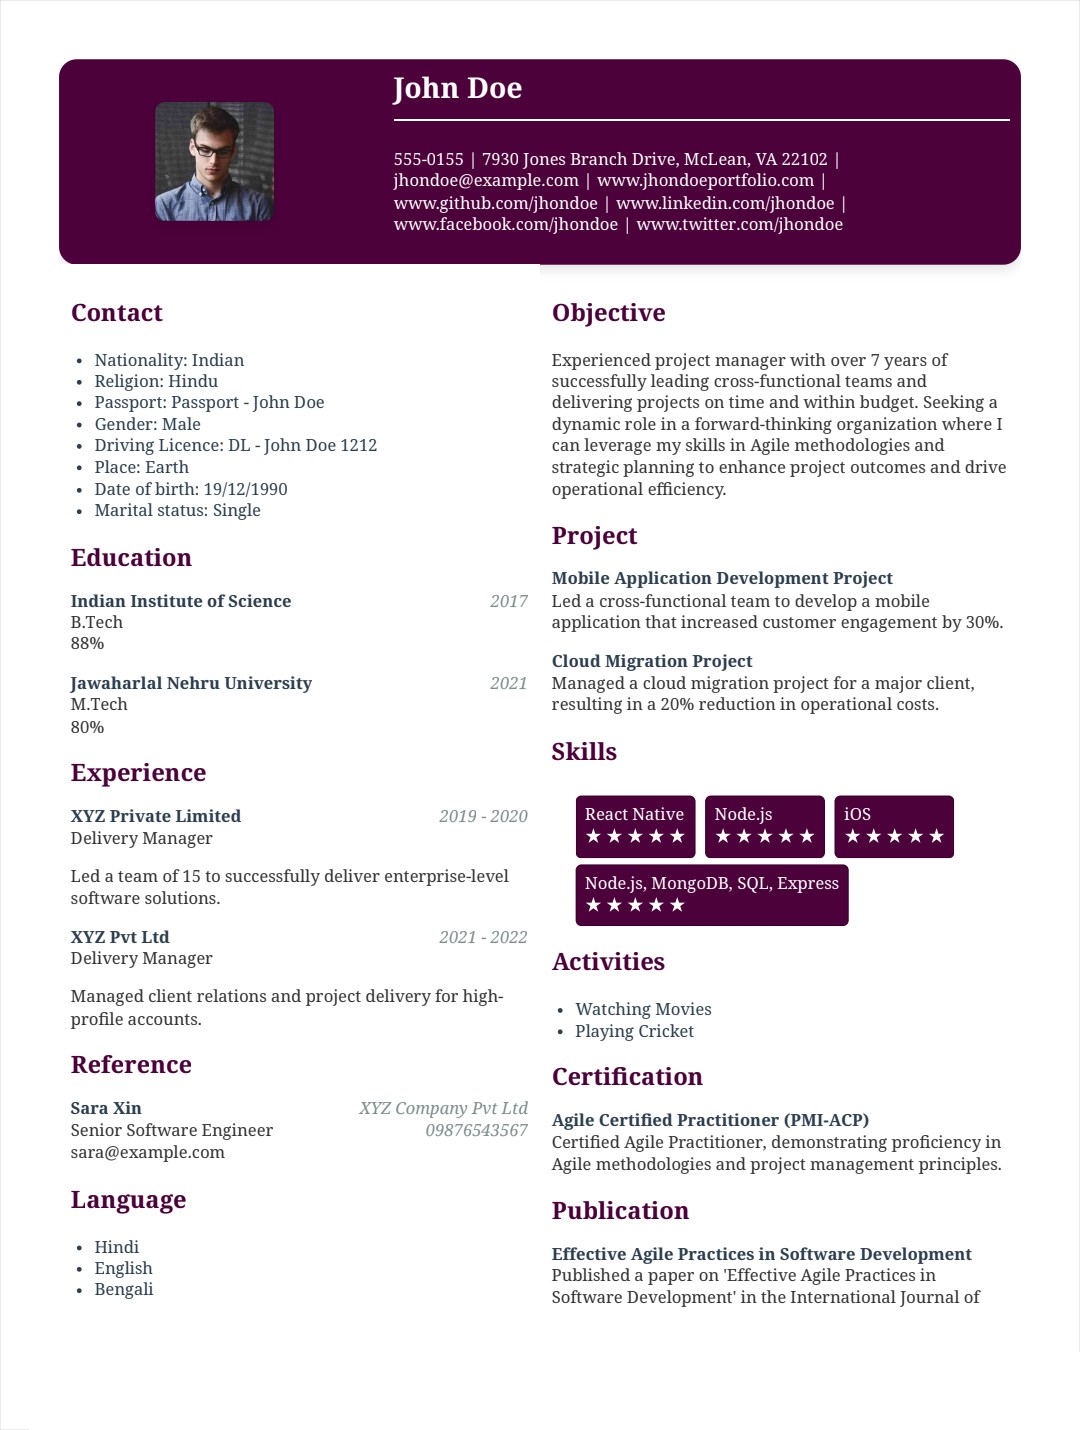 John Doe
555-0155 | 7930 Jones Branch Drive, McLean, VA 22102 |
jhondoe@example.com | www.jhondoeportfolio.com |
www.github.com/jhondoe | www.linkedin.com/jhondoe |
www.facebook.com/jhondoe | www.twitter.com/jhondoe
Contact
• Nationality: Indian
• Religion: Hindu
• Passport: Passport - John Doe
• Gender: Male
• Driving Licence: DL - John Doe 1212
• Place: Earth
• Date of birth: 19/12/1990
• Marital status: Single
Education
Indian Institute of Science 2017
B.Tech
88%
Jawaharlal Nehru University 2021
M.Tech
80%
Experience
XYZ Private Limited 2019 - 2020
Delivery Manager
Led a team of 15 to successfully deliver enterprise-level
software solutions.
XYZ Pvt Ltd 2021 - 2022
Delivery Manager
Managed client relations and project delivery for high-
profile accounts.
Reference
Sara Xin XYZ Company Pvt Ltd
Senior Software Engineer 09876543567
sara@example.com
Language
• Hindi
• English
• Bengali
Objective
Experienced project manager with over 7 years of
successfully leading cross-functional teams and
delivering projects on time and within budget. Seeking a
dynamic role in a forward-thinking organization where I
can leverage my skills in Agile methodologies and
strategic planning to enhance project outcomes and drive
operational efficiency.
Project
Mobile Application Development Project
Led a cross-functional team to develop a mobile
application that increased customer engagement by 30%.
Cloud Migration Project
Managed a cloud migration project for a major client,
resulting in a 20% reduction in operational costs.
Skills
React Native Node.js iOS
★ ★ ★ ★ ★ ★ ★ ★ ★ ★ ★ ★ ★ ★ ★
Node.js, MongoDB, SQL, Express
★ ★ ★ ★ ★
Activities
• Watching Movies
• Playing Cricket
Certification
Agile Certified Practitioner (PMI-ACP)
Certified Agile Practitioner, demonstrating proficiency in
Agile methodologies and project management principles.
Publication
Effective Agile Practices in Software Development
Published a paper on 'Effective Agile Practices in
Software Development' in the International Journal of